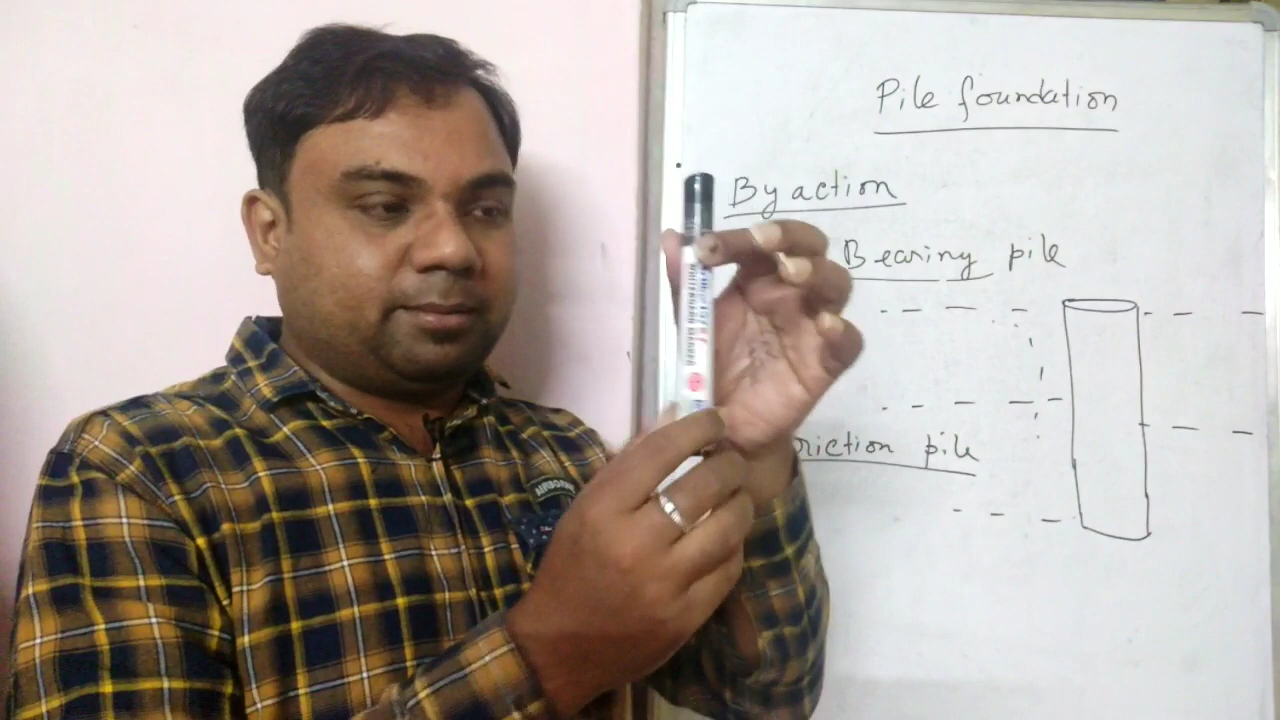 Pile foundation
By action
Bearing pile
riction pile